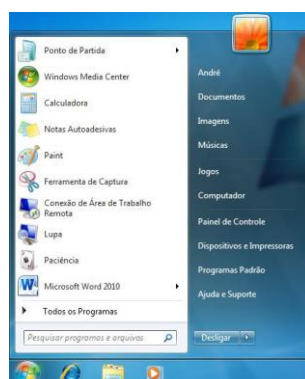 Ponto de Partida
Windows Media Center
Calculadora
Notas Autoadesivas
Paint
Ferramenta de Captura
Conexão de Área de Trabalho
Remota
Lupa
Paciência
Microsoft Word 2010
Todos os Programas
Pesquisar programas e arquivos
André
Documentos
Imagens
Músicas
Jogos
Computador
Painel de Controle
Dispositivos e Impressoras
Programas Padrão
Ajuda e Suporte
Desligar